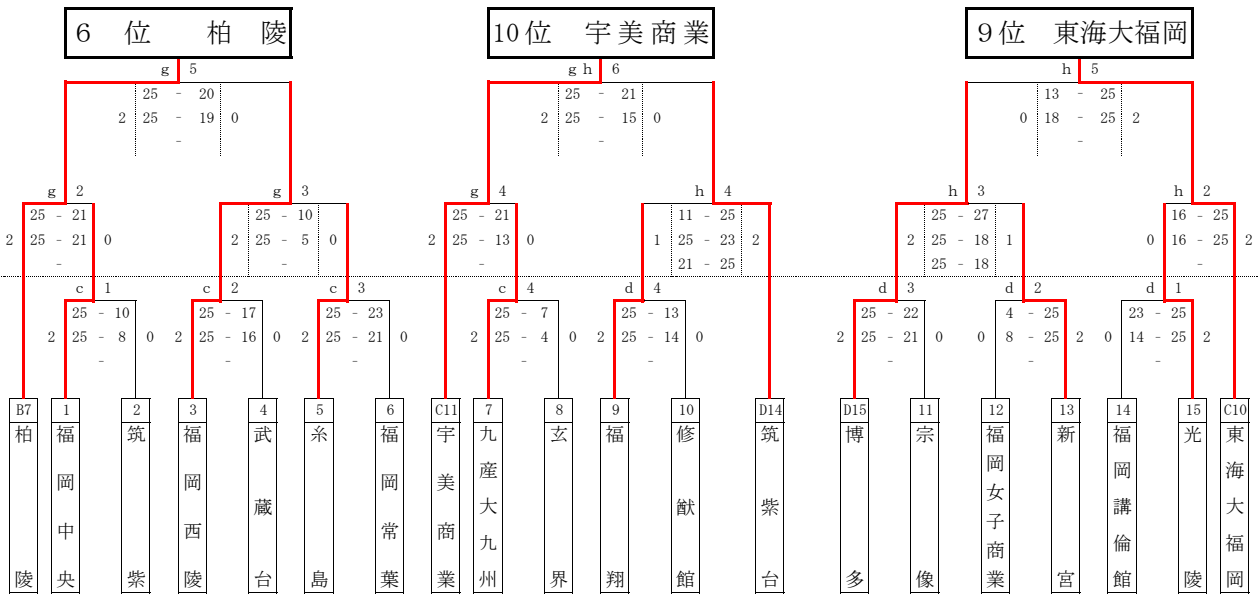 6 位 柏 陵 10位 宇美商業 9位 東海大福岡
g 5 g h 6 h 5
25 - 20 25 - 21 13 - 25
2 25 - 19 0 2 25 - 15 0 0 18 - 25 2
- - -
g 2 g 3 g 4 h 4 h 3 h 2
25 - 21 25 - 10 25 - 21 11 - 25 25 - 27 16 - 25
2 25 - 21 0 2 25 - 5 0 2 25 - 13 0 1 25 - 23 2 2 25 - 18 1 0 16 - 25 2
- - - 21 - 25 25 - 18 -
c 1 c 2 c 3 c 4 d 4 d 3 d 2 d 1
25 - 10 25 - 17 25 - 23 25 - 7 25 - 13 25 - 22 4 - 25 23 - 25
2 25 - 8 0 2 25 - 16 0 2 25 - 21 0 2 25 - 4 0 2 25 - 14 0 2 25 - 21 0 0 8 - 25 2 0 14 - 25 2
- - - - - - - -
B7 1 2 3 4 5 6 C11 7 8 9 10 D14 D15 11 12 13 14 15 C10
柏陵
福岡中央
筑紫
福岡西陵
武蔵台
糸島
福岡常葉
宇美商業
九産大九州
玄界
福翔
修猷館
筑紫台
博多
宗像
福岡女子商業
新宮
福岡講倫館
光陵
東海大福岡